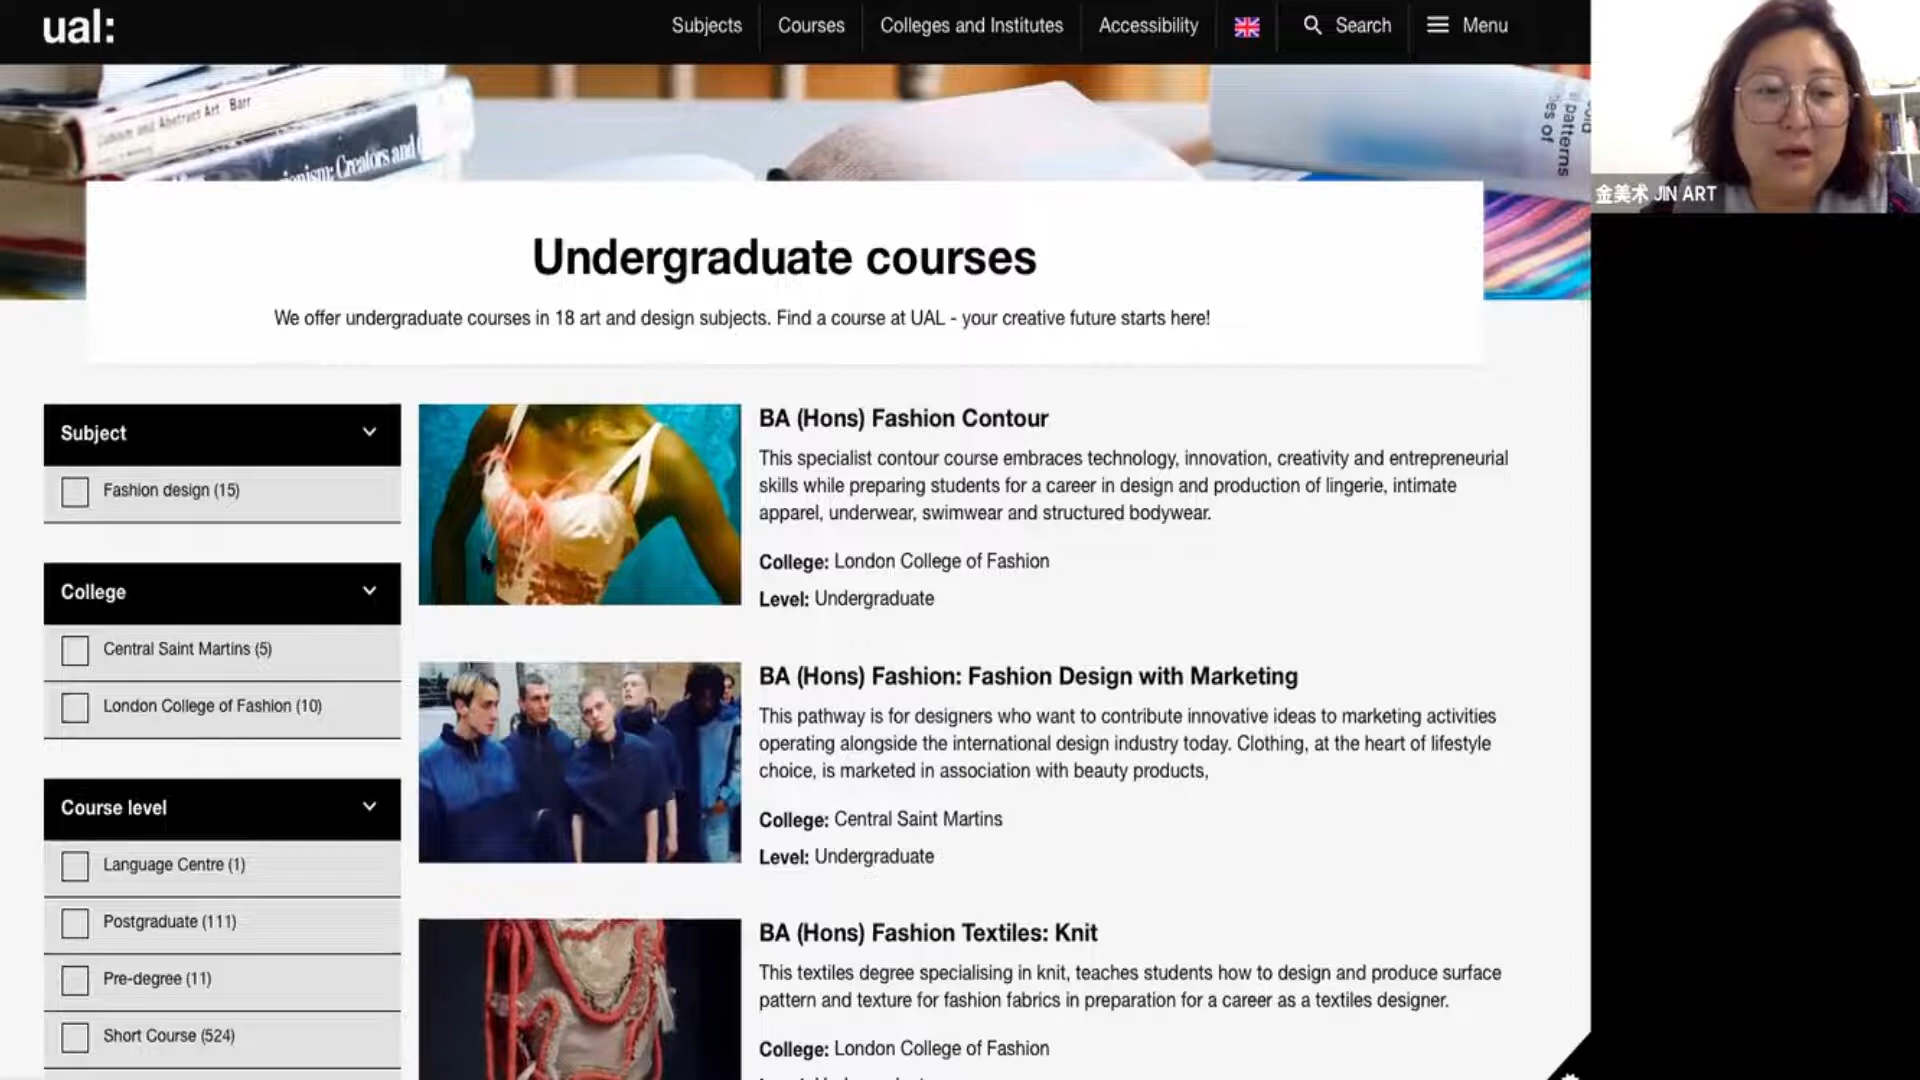 ual:
Subjects
Courses
Colleges and Institutes
Accessibility
Search
Menu
金美术 JIN ART
and Abstract Art - Barr
Creators and
patterns
es of
Undergraduate courses
We offer undergraduate courses in 18 art and design subjects. Find a course at UAL - your creative future starts here!
Subject
Fashion design (15)
College
Central Saint Martins (5)
London College of Fashion (10)
Course level
Language Centre (1)
Postgraduate (111)
Pre-degree (11)
Short Course (524)
BA (Hons) Fashion Contour
This specialist contour course embraces technology, innovation, creativity and entrepreneurial
skills while preparing students for a career in design and production of lingerie, intimate
apparel, underwear, swimwear and structured bodywear.
College: London College of Fashion
Level: Undergraduate
BA (Hons) Fashion: Fashion Design with Marketing
This pathway is for designers who want to contribute innovative ideas to marketing activities
operating alongside the international design industry today. Clothing, at the heart of lifestyle
choice, is marketed in association with beauty products,
College: Central Saint Martins
Level: Undergraduate
BA (Hons) Fashion Textiles: Knit
This textiles degree specialising in knit, teaches students how to design and produce surface
pattern and texture for fashion fabrics in preparation for a career as a textiles designer.
College: London College of Fashion